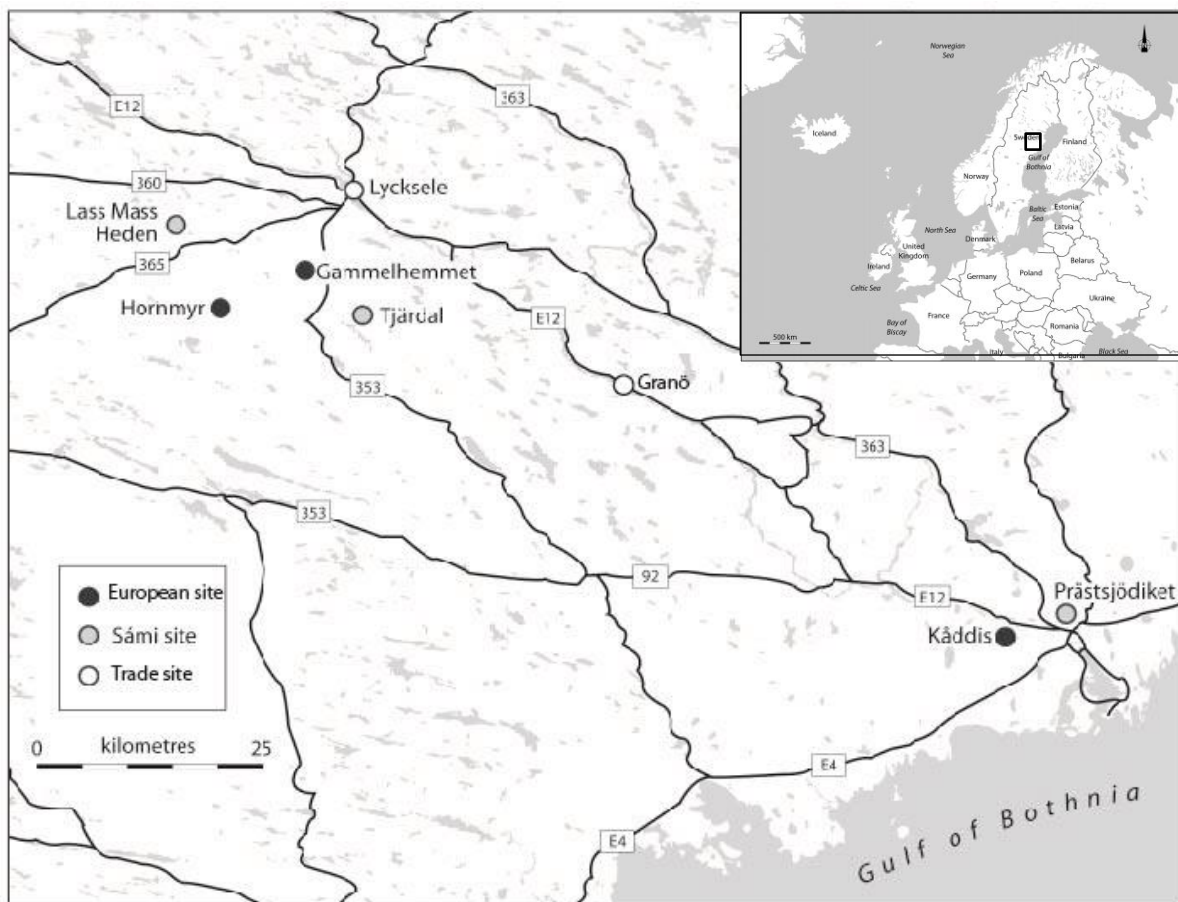 E12
363
360
Lycksele
Lass Mass
Heden
365
Gammelhemmet
Hornmyr
Tjärdal
E12
353
Granö
363
353
92
E12
Prästsjödiket
Kåddis
E4
E4
Gulf of Bothnia
European site
Sámi site
Trade site
0 kilometres 25
Norwegian
Sea
N
Iceland
Sweden
Finland
Gulf of
Bothnia
Norway
Baltic
Sea
Estonia
Latvia
North Sea
Denmark
United
Kingdom
Ireland
Belarus
Celtic Sea
Germany
Poland
Ukraine
France
Bay of
Biscay
Romania
Italy
Black Sea
Bulgaria
500 km